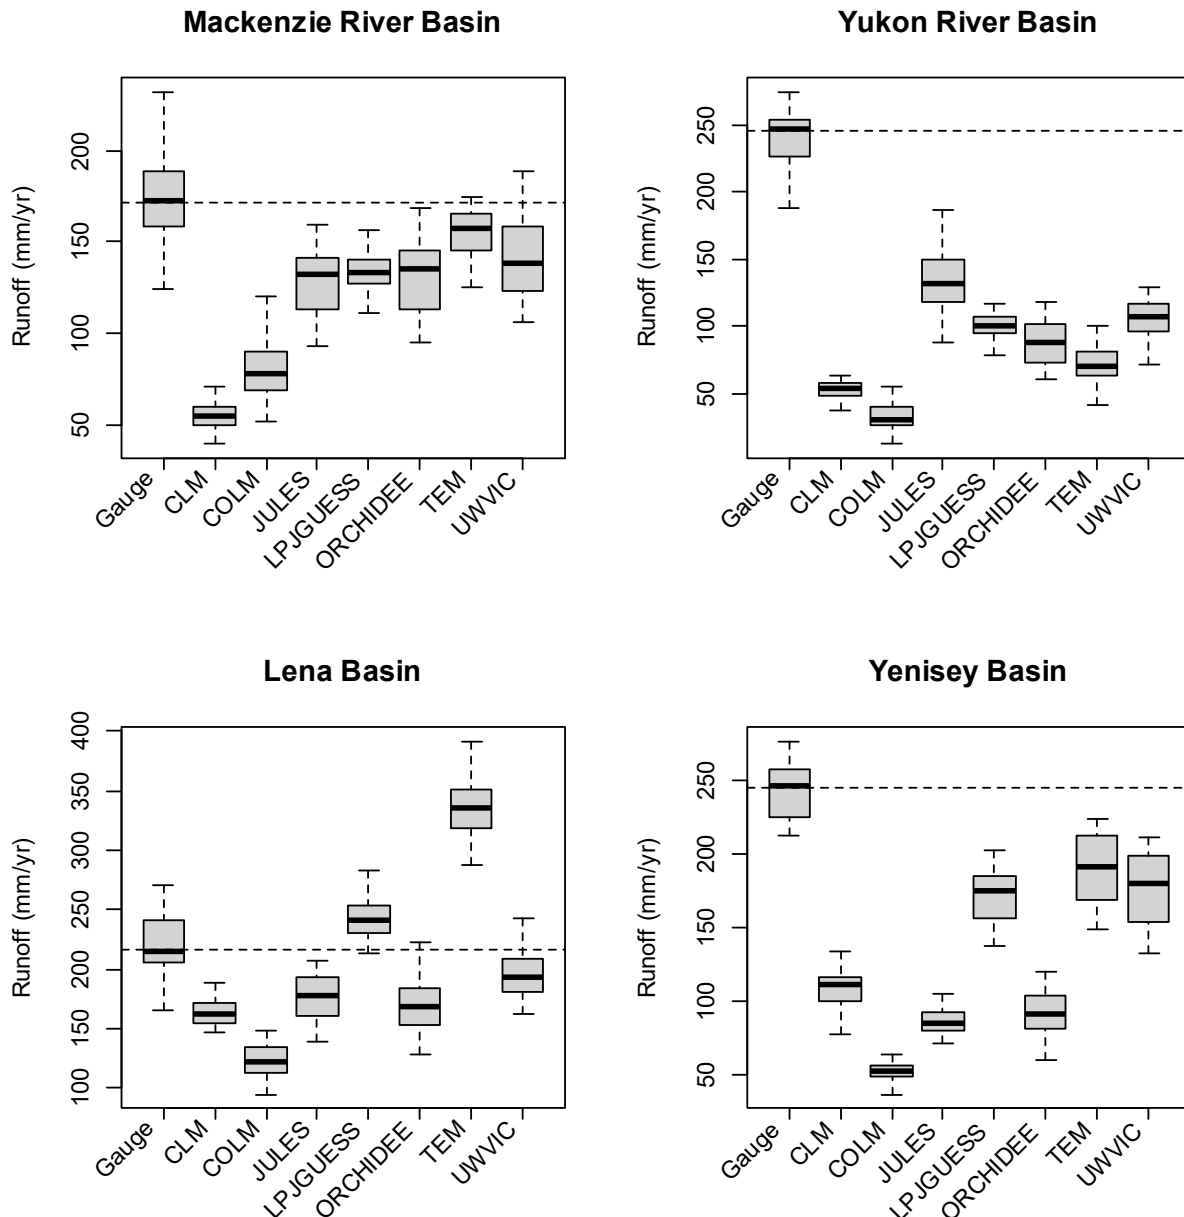 Mackenzie River Basin
Runoff (mm/yr)
200
150
100
50
Gauge
CLM
COLM
JULES
LPJGUESS
ORCHIDEE
TEM
UWVIC
Yukon River Basin
Runoff (mm/yr)
250
200
150
100
50
Gauge
CLM
COLM
JULES
LPJGUESS
ORCHIDEE
TEM
UWVIC
Lena Basin
Runoff (mm/yr)
400
350
300
250
200
150
100
Gauge
CLM
COLM
JULES
LPJGUESS
ORCHIDEE
TEM
UWVIC
Yenisey Basin
Runoff (mm/yr)
250
200
150
100
50
Gauge
CLM
COLM
JULES
LPJGUESS
ORCHIDEE
TEM
UWVIC